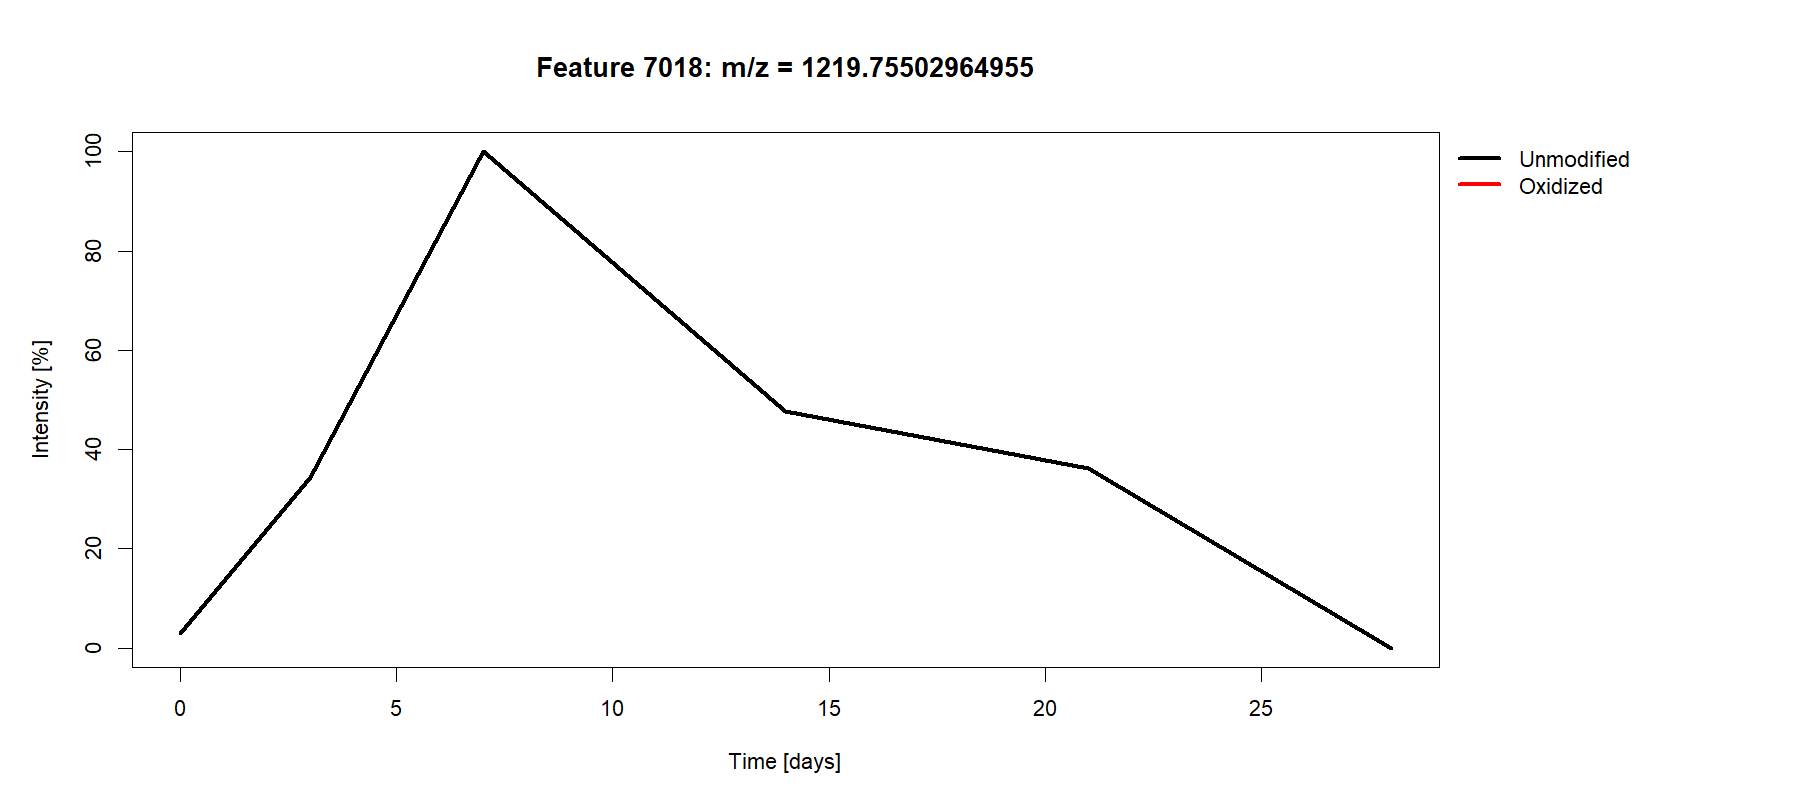 Feature 7018: m/z = 1219.75502964955
Unmodified
Oxidized
100
80
60
40
20
0
Intensity [%]
0 5 10 15 20 25
Time [days]